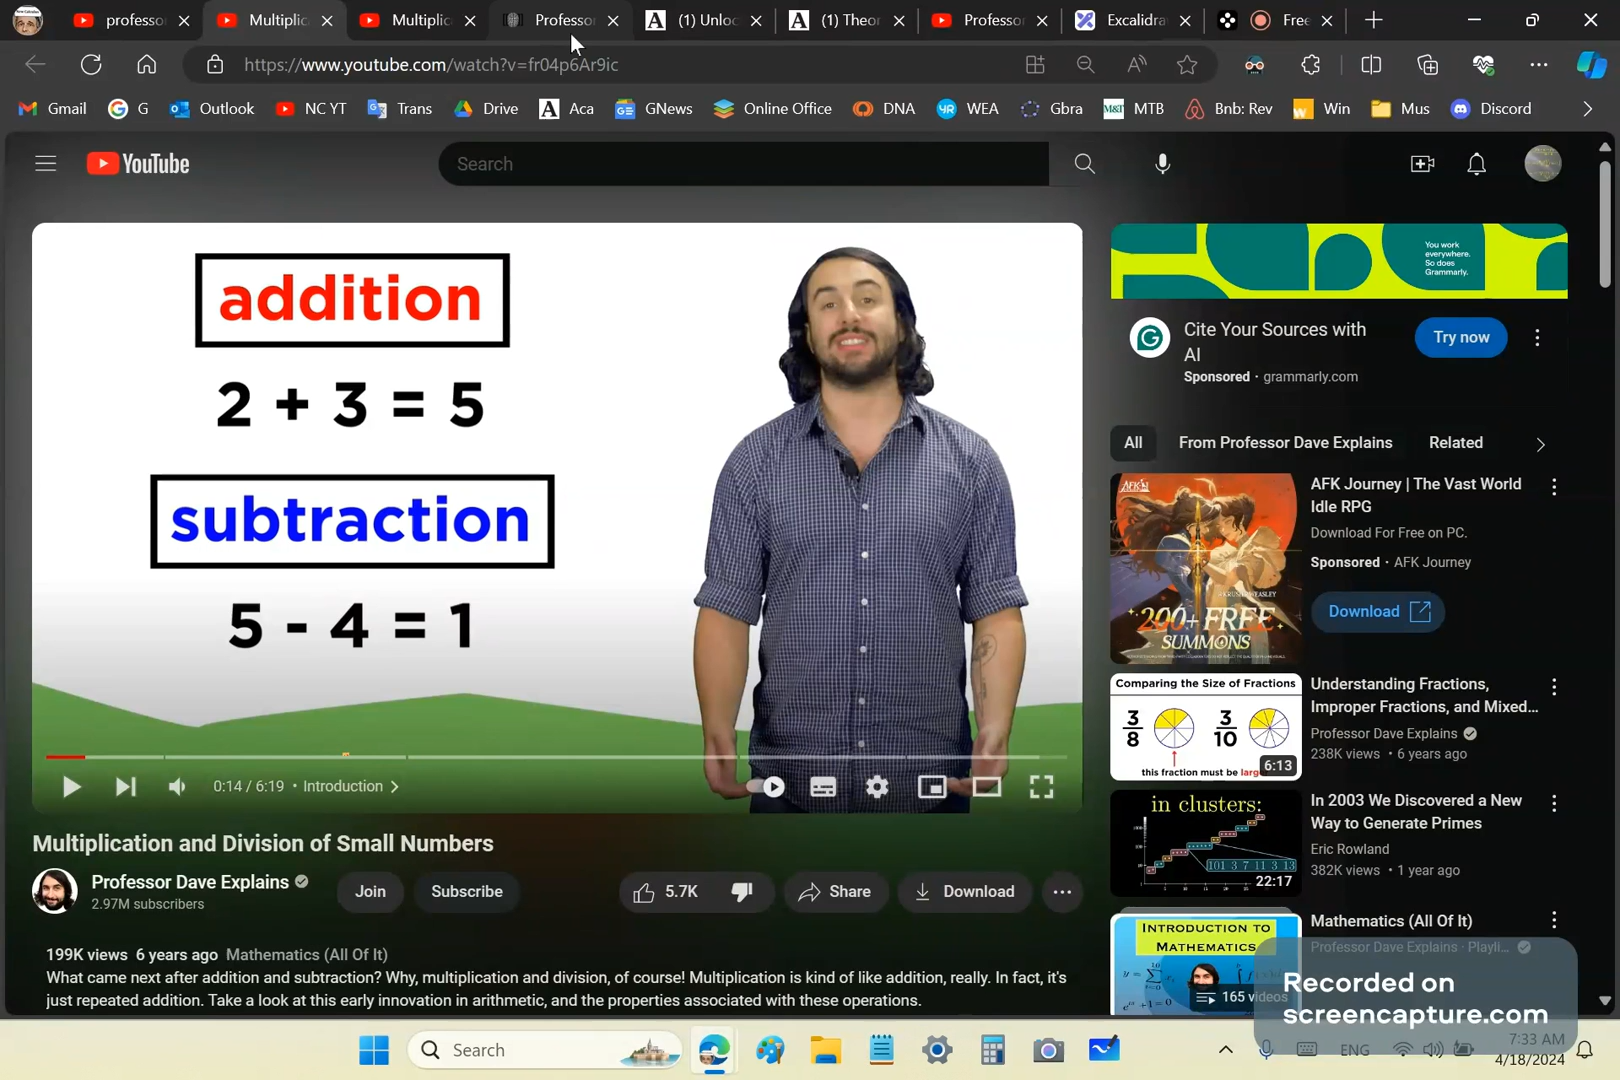 professor
Multiplic
Multiplic
Professor
(1) Unloc
(1) Theor
Professor
Excalidra
Free
https://www.youtube.com/watch?v=fr04p6Ar9ic
Gmail G Outlook NC YT Trans Drive Aca GNews Online Office DNA WEA Gbra MTB Bnb: Rev Win Mus Discord
YouTube
Search
addition
2 + 3 = 5
subtraction
5 - 4 = 1
0:14 / 6:19 • Introduction
Multiplication and Division of Small Numbers
Professor Dave Explains
2.97M subscribers
Join
Subscribe
5.7K
Share
Download
199K views 6 years ago Mathematics (All Of It)
What came next after addition and subtraction? Why, multiplication and division, of course! Multiplication is kind of like addition, really. In fact, it's
just repeated addition. Take a look at this early innovation in arithmetic, and the properties associated with these operations.
You work
everywhere.
So does
Grammarly.
Cite Your Sources with
AI
Sponsored • grammarly.com
Try now
All
From Professor Dave Explains
Related
200+ FREE
SUMMONS
AFK Journey | The Vast World
Idle RPG
Download For Free on PC.
Sponsored • AFK Journey
Download
Comparing the Size of Fractions
3/8
3/10
this fraction must be larg
6:13
Understanding Fractions,
Improper Fractions, and Mixed...
Professor Dave Explains
238K views • 6 years ago
in clusters:
101 3 7 11 3 13
22:17
In 2003 We Discovered a New
Way to Generate Primes
Eric Rowland
382K views • 1 year ago
INTRODUCTION TO
MATHEMATICS
165 videos
Mathematics (All Of It)
Professor Dave Explains • Playli...
Recorded on
screencapture.com
Search
ENG
7:33 AM
4/18/2024